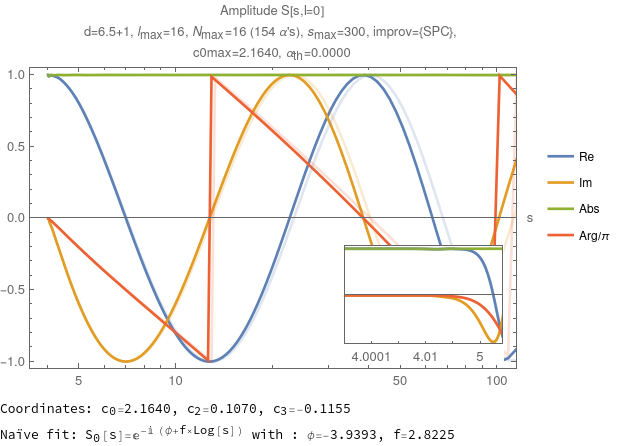 Amplitude S[s,l=0]
d=6.5+1, lmax=16, Nmax=16 (154 α's), smax=300, improv={SPC},
c0max=2.1640, αth=0.0000
1.0
0.5
0.0
−0.5
−1.0
5
10
50
100
s
4.0001
4.01
5
Re
Im
Abs
Arg/π
Coordinates: c0=2.1640, c2=0.1070, c3=-0.1155
Naïve fit: S0[s]=e^-i (ϕ+f×Log[s]) with : ϕ=-3.9393, f=2.8225